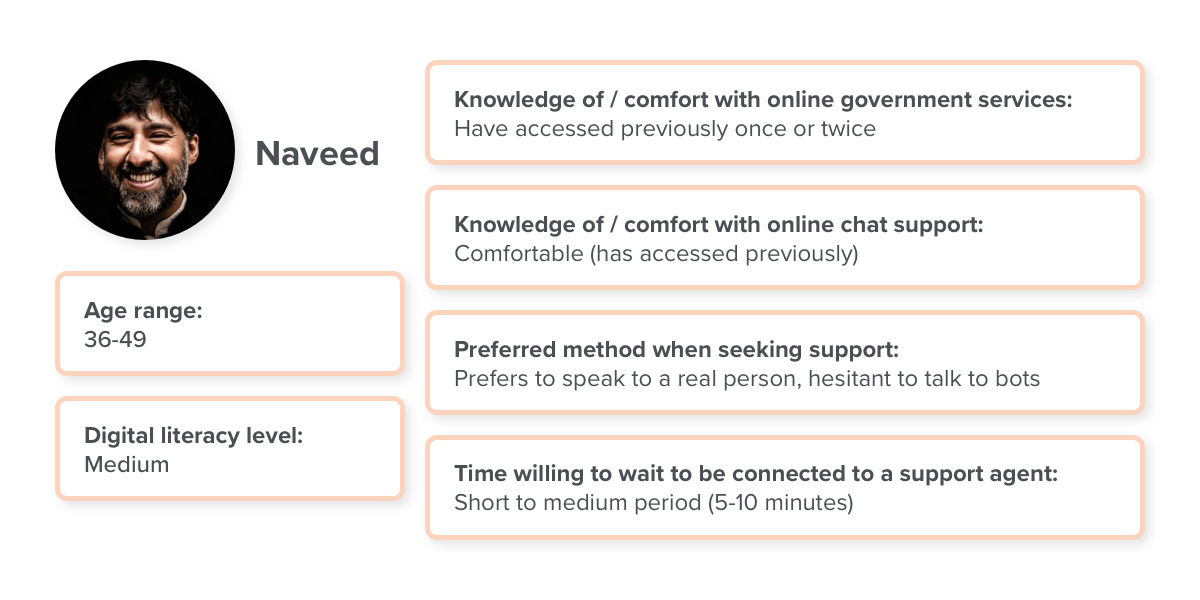 Naveed
Age range:
36-49
Digital literacy level:
Medium
Knowledge of / comfort with online government services:
Have accessed previously once or twice
Knowledge of / comfort with online chat support:
Comfortable (has accessed previously)
Preferred method when seeking support:
Prefers to speak to a real person, hesitant to talk to bots
Time willing to wait to be connected to a support agent:
Short to medium period (5-10 minutes)